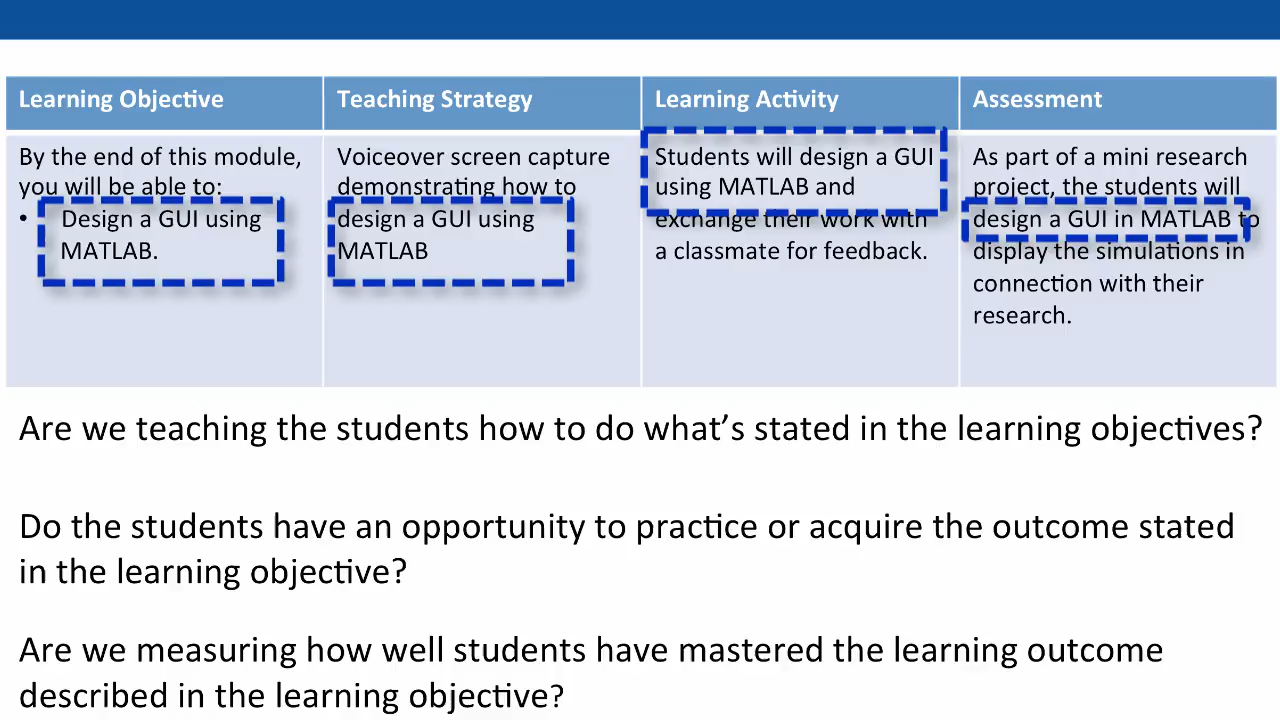 Learning Objective
Teaching Strategy
Learning Activity
Assessment
By the end of this module,
you will be able to:
• Design a GUI using
MATLAB.
Voiceover screen capture
demonstrating how to
design a GUI using
MATLAB
Students will design a GUI
using MATLAB and
exchange their work with
a classmate for feedback.
As part of a mini research
project, the students will
design a GUI in MATLAB to
display the simulations in
connection with their
research.
Are we teaching the students how to do what’s stated in the learning objectives?
Do the students have an opportunity to practice or acquire the outcome stated
in the learning objective?
Are we measuring how well students have mastered the learning outcome
described in the learning objective?